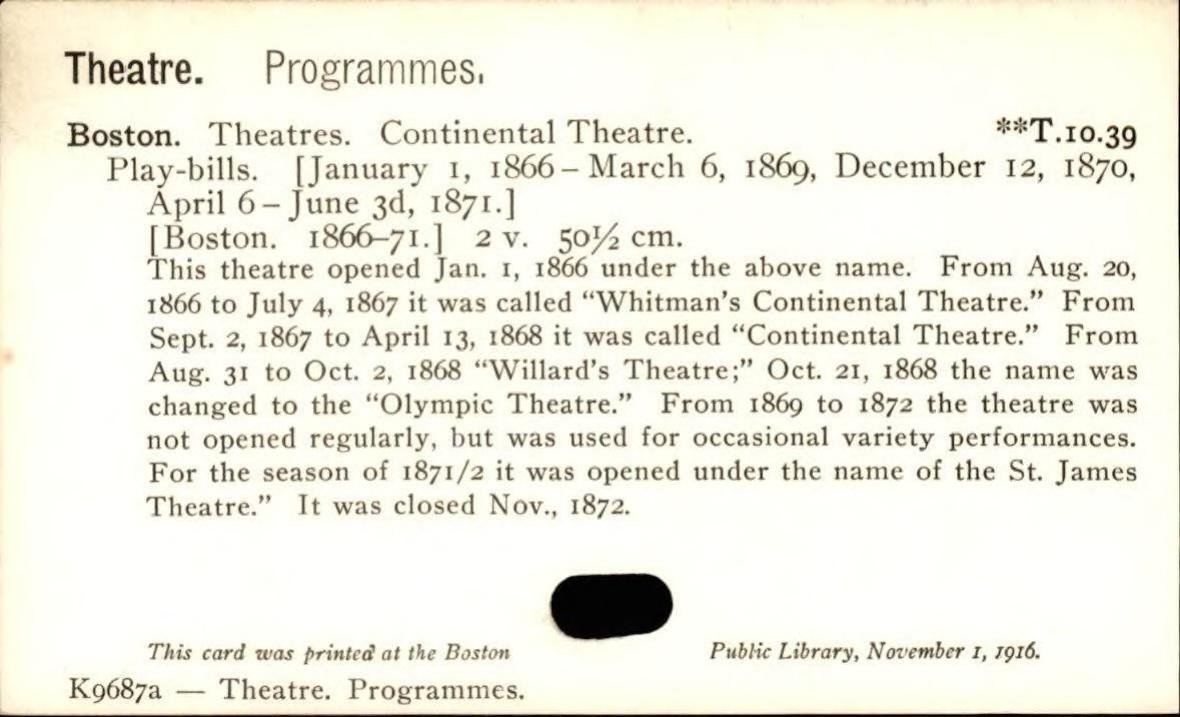 Theatre. Programmes.
Boston. Theatres. Continental Theatre. **T.10.39
Play-bills. [January 1, 1866 – March 6, 1869, December 12, 1870,
April 6 – June 3d, 1871.]
[Boston. 1866–71.] 2 v. 50½ cm.
This theatre opened Jan. 1, 1866 under the above name. From Aug. 20,
1866 to July 4, 1867 it was called “Whitman’s Continental Theatre.” From
Sept. 2, 1867 to April 13, 1868 it was called “Continental Theatre.” From
Aug. 31 to Oct. 2, 1868 “Willard’s Theatre;” Oct. 21, 1868 the name was
changed to the “Olympic Theatre.” From 1869 to 1872 the theatre was
not opened regularly, but was used for occasional variety performances.
For the season of 1871/2 it was opened under the name of the St. James
Theatre.” It was closed Nov., 1872.
This card was printed at the Boston Public Library, November 1, 1916.
K9687a — Theatre. Programmes.